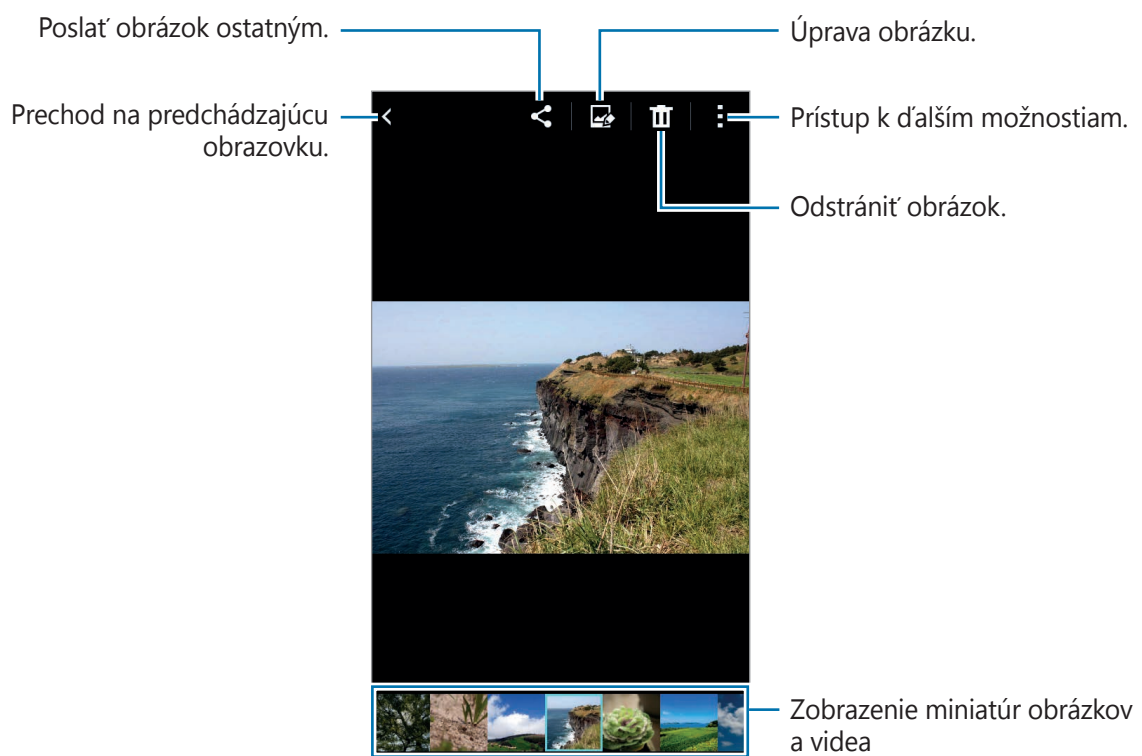 Poslať obrázok ostatným.
Úprava obrázku.
Prechod na predchádzajúcu
obrazovku.
Prístup k ďalším možnostiam.
Odstrániť obrázok.
Zobrazenie miniatúr obrázkov
a videa